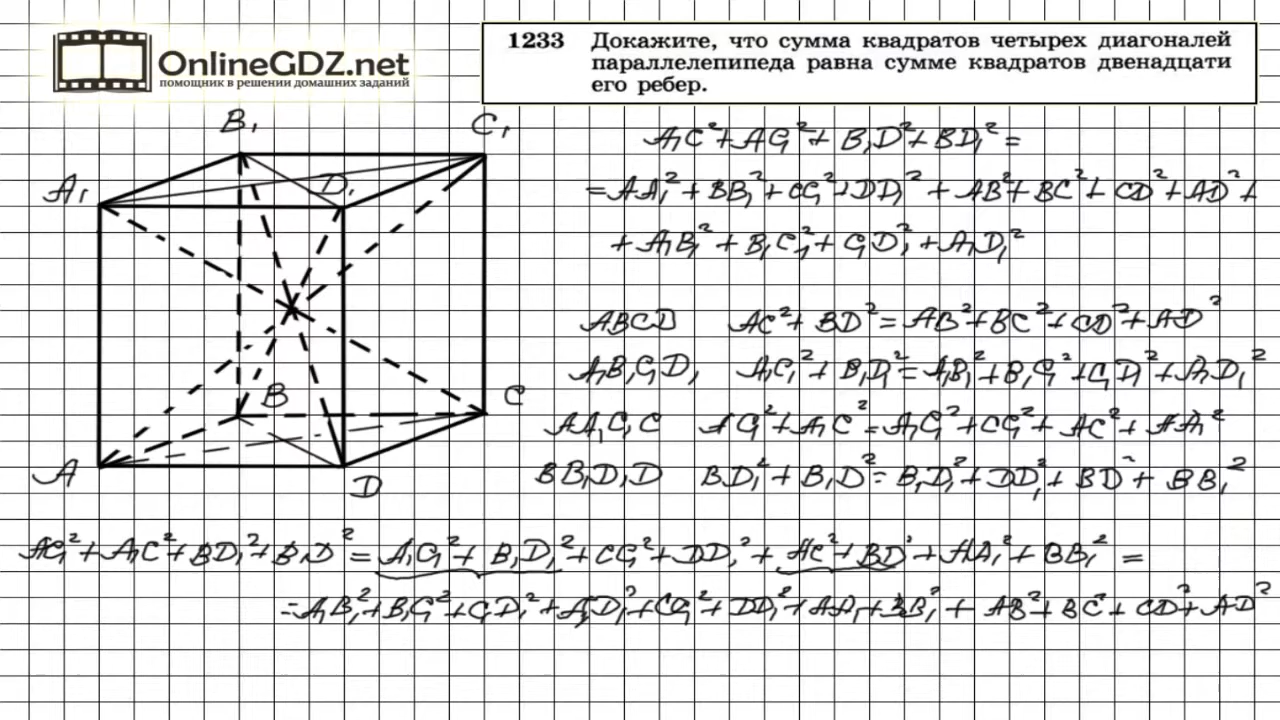 OnlineGDZ.net
помощник в решении домашних заданий
1233 Докажите, что сумма квадратов четырех диагоналей
параллелепипеда равна сумме квадратов двенадцати
его ребер.
B₁
C₁
A₁
D₁
B
C
A
D
A₁C²+AC₁²+B₁D²+BD₁²=
=AA₁²+BB₁²+CC₁²+DD₁²+AB²+BC²+CD²+AD²+
+A₁B₁²+B₁C₁²+C₁D₁²+A₁D₁²
ABCD AC²+BD²=AB²+BC²+CD²+AD²
A₁B₁C₁D₁ A₁C₁²+B₁D₁²=A₁B₁²+B₁C₁²+C₁D₁²+A₁D₁²
AA₁C₁C AC₁²+A₁C²=A₁C₁²+CC₁²+AC²+AA₁²
BB₁D₁D BD₁²+B₁D²=B₁D₁²+DD₁²+BD²+BB₁²
AC₁²+A₁C²+BD₁²+B₁D²=A₁C₁²+B₁D₁²+CC₁²+DD₁²+AC²+BD²+AA₁²+BB₁²=
=A₁B₁²+B₁C₁²+C₁D₁²+A₁D₁²+CC₁²+DD₁²+AA₁²+BB₁²+AB²+BC²+CD²+AD²